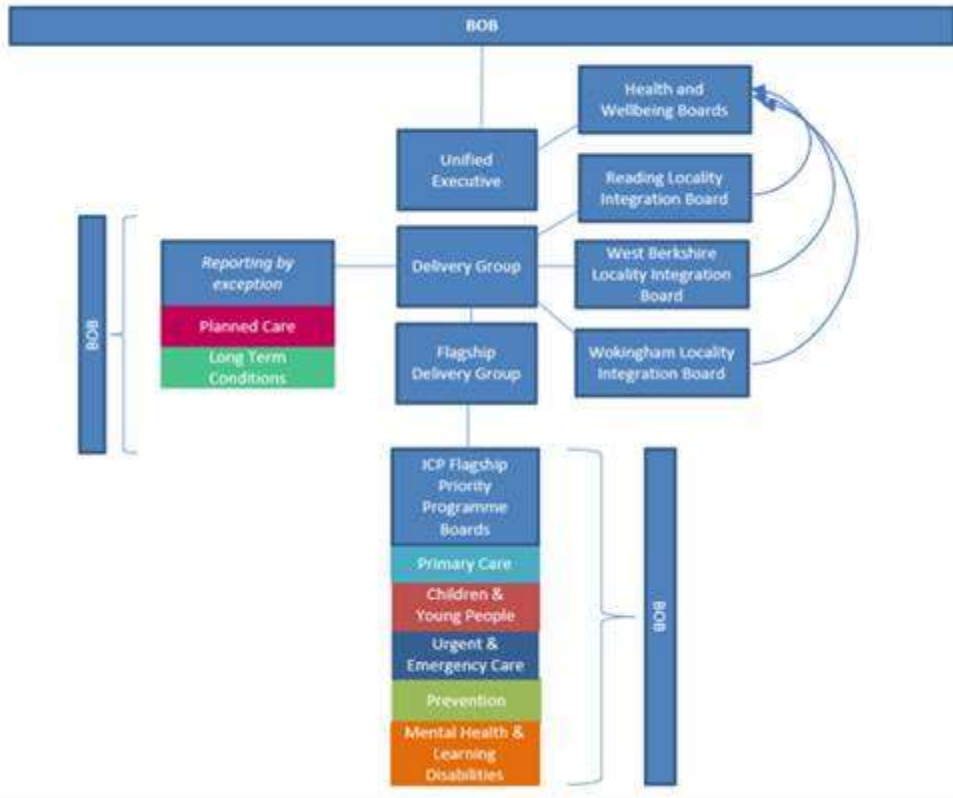 BOB
Health and
Wellbeing Boards
Unified
Executive
Reading Locality
Integration Board
Reporting by
exception
Delivery Group
West Berkshire
Locality Integration
Board
Planned Care
Long Term
Conditions
BOB
Flagship
Delivery Group
Wokingham Locality
Integration Board
ICP Flagship
Priority
Programme
Boards
Primary Care
Children &
Young People
Urgent &
Emergency Care
Prevention
Mental Health &
Learning
Disabilities
BOB